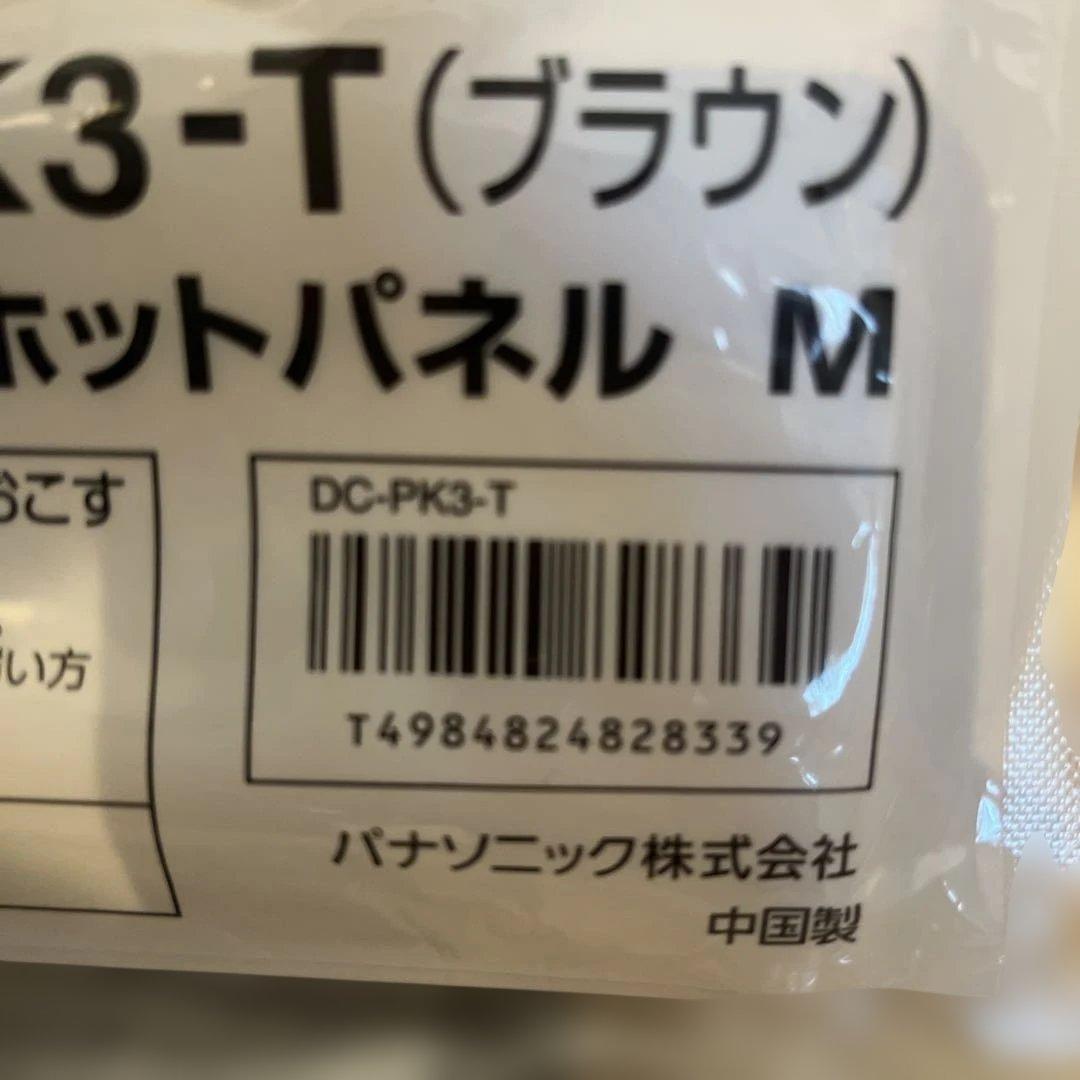 K3-T（ブラウン）
ホットパネル M
おこす
い方
DC-PK3-T
T4984824828339
パナソニック株式会社
中国製